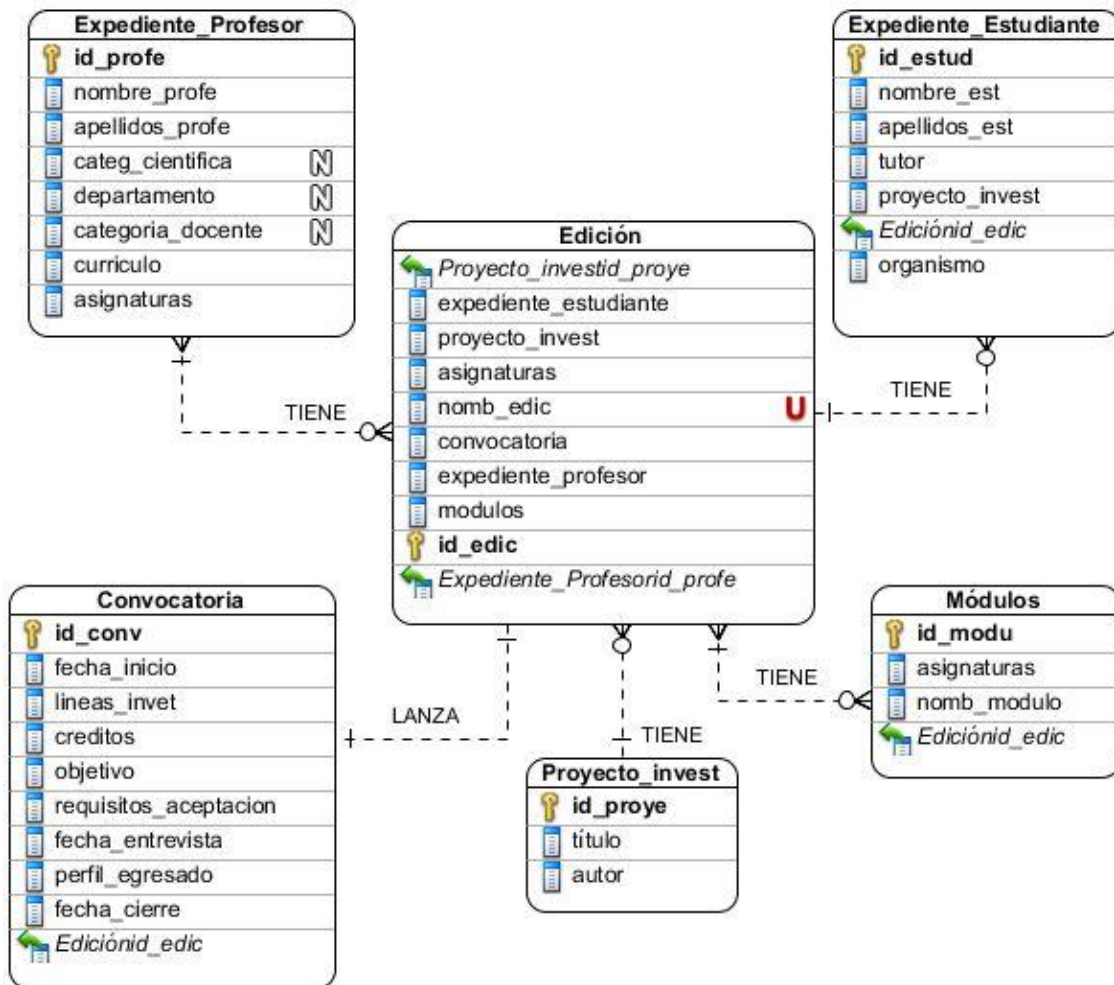 Expediente_Profesor
id_profe
nombre_profe
apellidos_profe
categ_cientifica N
departamento N
categoria_docente N
curriculo
asignaturas
Expediente_Estudiante
id_estud
nombre_est
apellidos_est
tutor
proyecto_invest
Ediciónid_edic
organismo
Edición
Proyecto_investid_proye
expediente_estudiante
proyecto_invest
asignaturas
nomb_edic U
convocatoria
expediente_profesor
modulos
id_edic
Expediente_Profesorid_profe
TIENE
TIENE
Convocatoria
id_conv
fecha_inicio
lineas_invet
creditos
objetivo
requisitos_aceptacion
fecha_entrevista
perfil_egresado
fecha_cierre
Ediciónid_edic
LANZA
TIENE
Proyecto_invest
id_proye
título
autor
TIENE
Módulos
id_modu
asignaturas
nomb_modulo
Ediciónid_edic